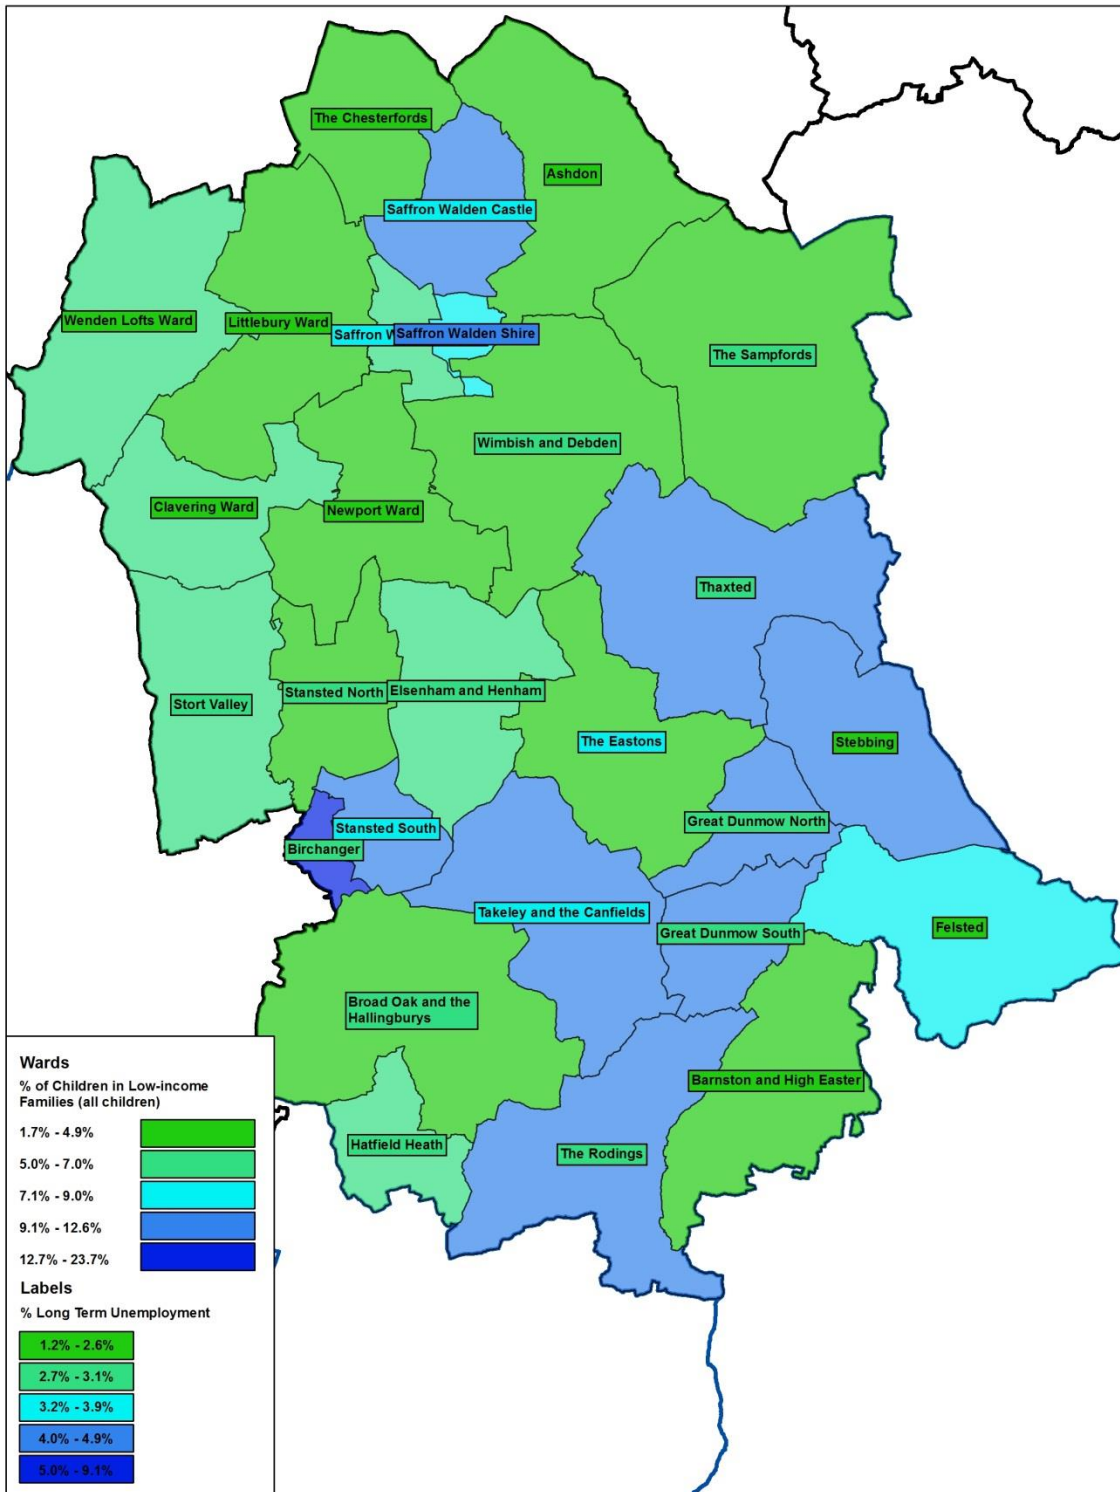 The Chesterfords
Ashdon
Saffron Walden Castle
Wenden Lofts Ward
Littlebury Ward
Saffron W
Saffron Walden Shire
The Sampfords
Wimbish and Debden
Clavering Ward
Newport Ward
Thaxted
Stort Valley
Stansted North
Elsenham and Henham
The Eastons
Stebbing
Great Dunmow North
Stansted South
Birchanger
Takeley and the Canfields
Great Dunmow South
Felsted
Broad Oak and the
Hallingburys
Barnston and High Easter
Hatfield Heath
The Rodings
Wards
% of Children in Low-income
Families (all children)
1.7% - 4.9%
5.0% - 7.0%
7.1% - 9.0%
9.1% - 12.6%
12.7% - 23.7%
Labels
% Long Term Unemployment
1.2% - 2.6%
2.7% - 3.1%
3.2% - 3.9%
4.0% - 4.9%
5.0% - 9.1%